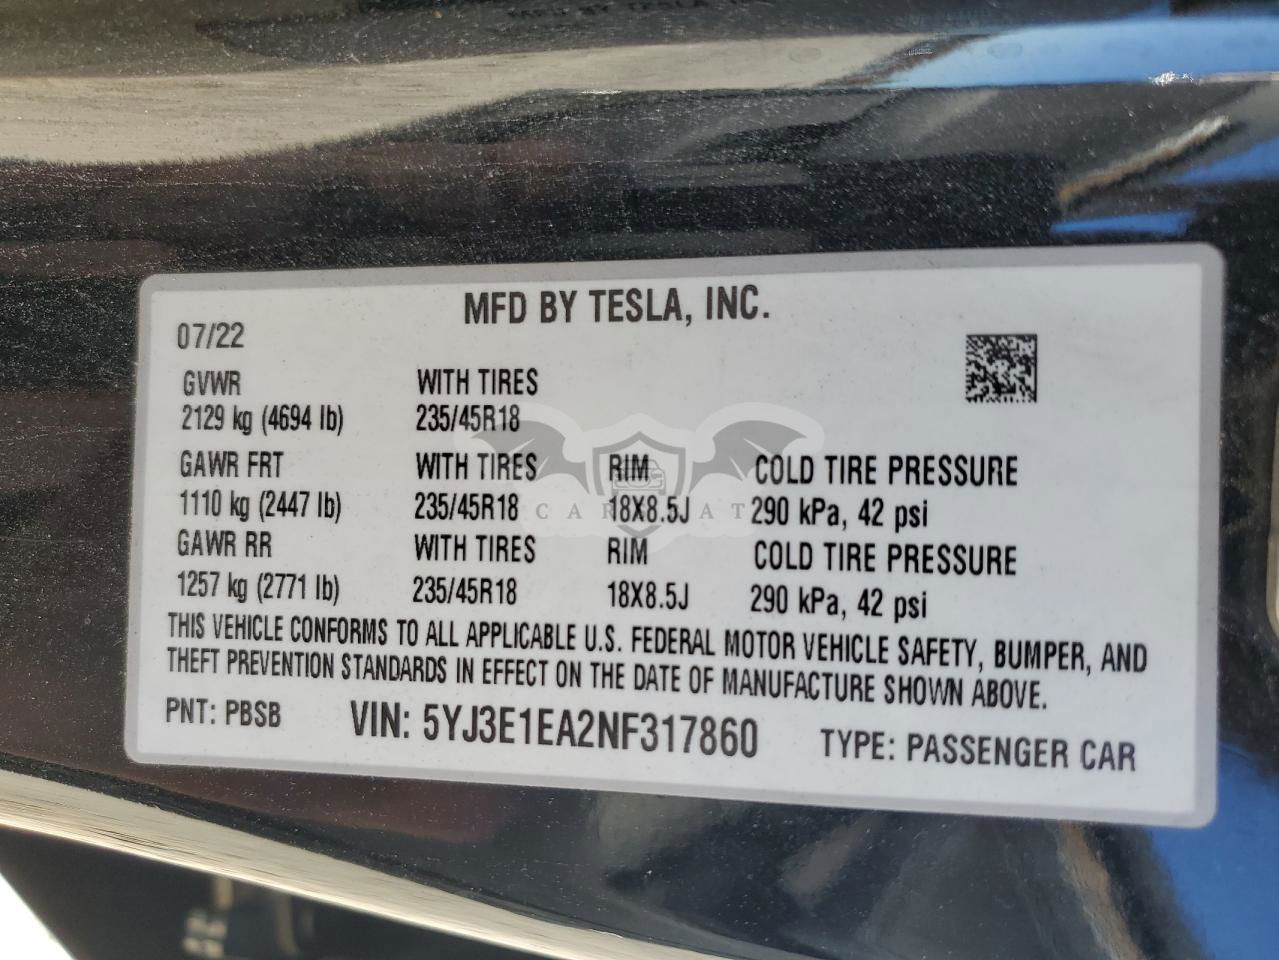 MFD BY TESLA, INC.
07/22
GVWR WITH TIRES
2129 kg (4694 lb) 235/45R18
GAWR FRT WITH TIRES RIM COLD TIRE PRESSURE
1110 kg (2447 lb) 235/45R18 18X8.5J 290 kPa, 42 psi
GAWR RR WITH TIRES RIM COLD TIRE PRESSURE
1257 kg (2771 lb) 235/45R18 18X8.5J 290 kPa, 42 psi
THIS VEHICLE CONFORMS TO ALL APPLICABLE U.S. FEDERAL MOTOR VEHICLE SAFETY, BUMPER, AND
THEFT PREVENTION STANDARDS IN EFFECT ON THE DATE OF MANUFACTURE SHOWN ABOVE.
PNT: PBSB VIN: 5YJ3E1EA2NF317860 TYPE: PASSENGER CAR